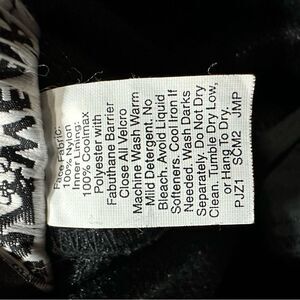 Face Fabric:
100% Nylon
Inner Lining:
100% Coolmax
Polyester with
Fabutherm Barrier
Close All Velcro
Machine Wash Warm
Mild Detergent. No
Bleach. Avoid Liquid
Softeners. Cool Iron If
Needed. Wash Darks
Separately. Do Not Dry
Clean. Tumble Dry Low,
or Hang to Dry.
PJZ1 SCM2 JMP